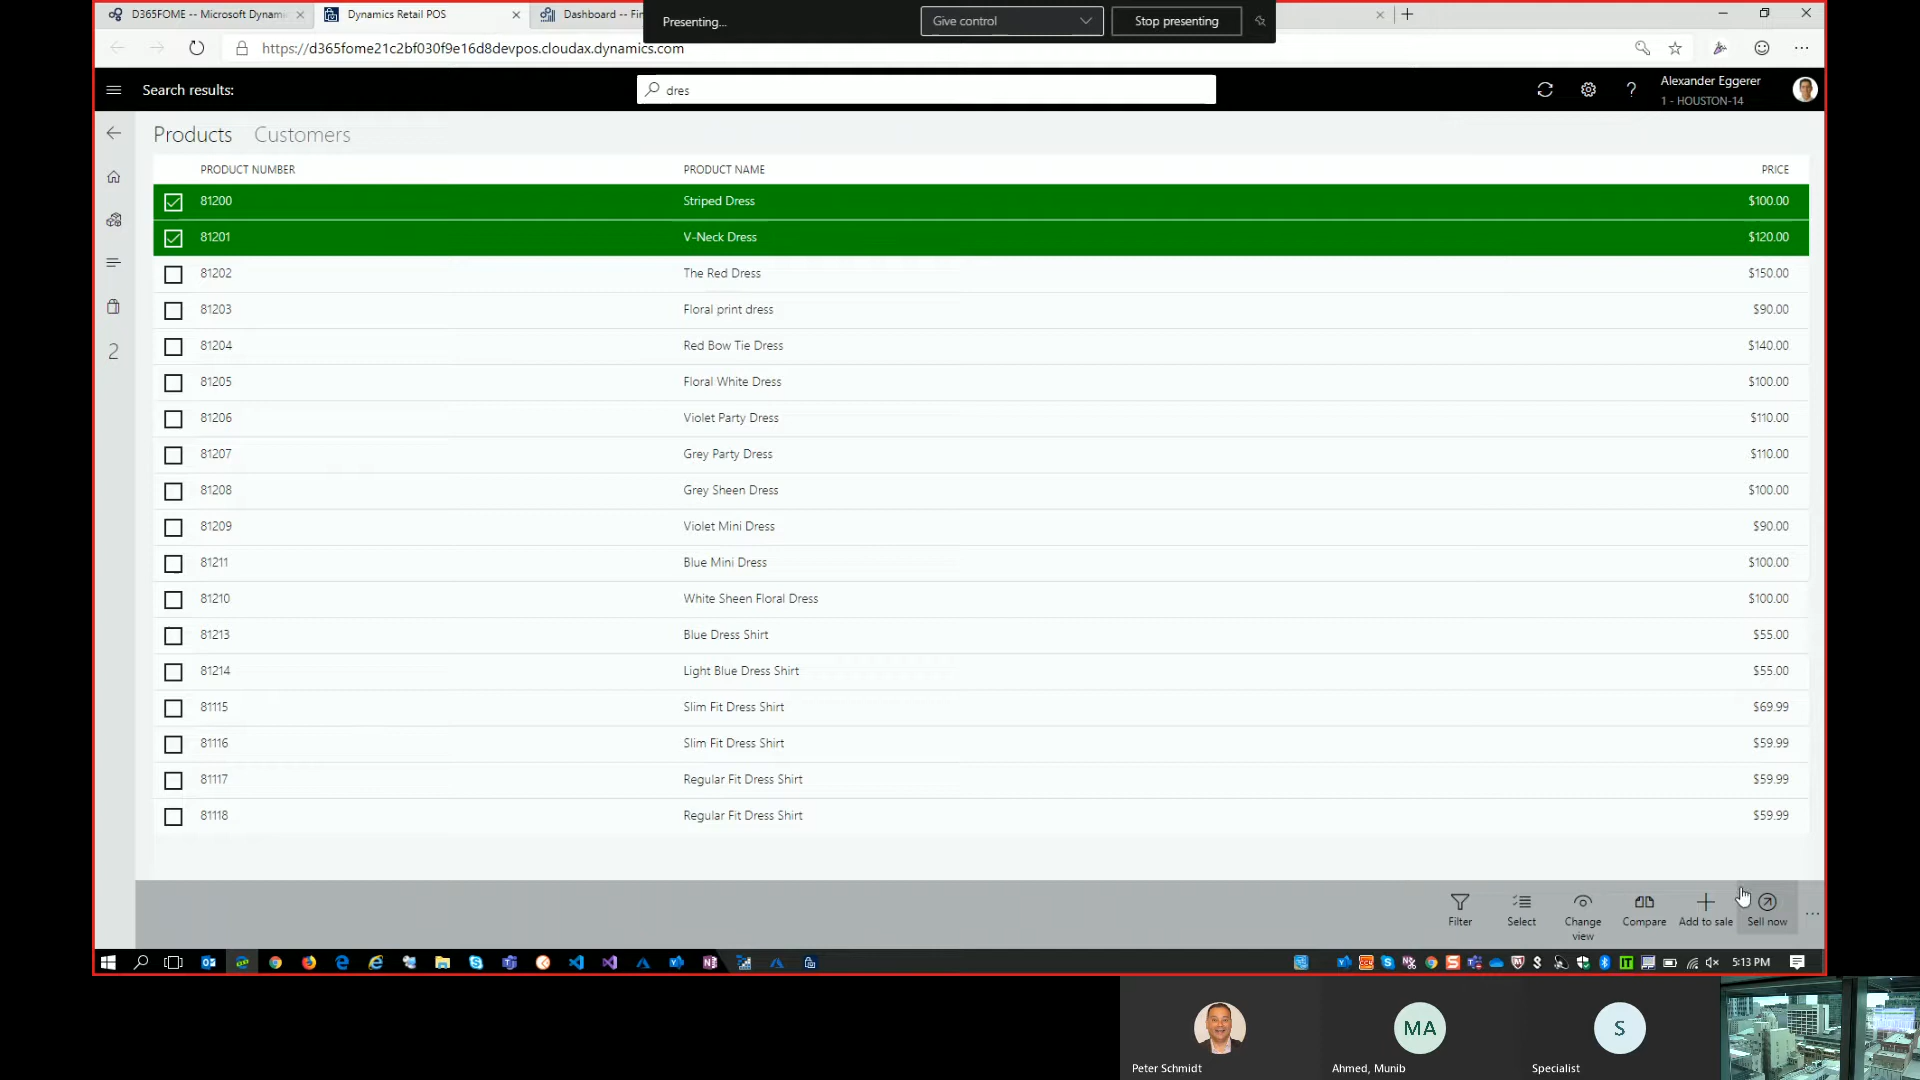 D365FOME -- Microsoft Dynami
Dynamics Retail POS
Dashboard -- Fin
Presenting...
Give control
Stop presenting
https://d365fome21c2bf030f9e16d8devpos.cloudax.dynamics.com
Search results:
dres
Alexander Eggerer
1 - HOUSTON-14
Products
Customers
PRODUCT NUMBER PRODUCT NAME PRICE
81200 Striped Dress $100.00
81201 V-Neck Dress $120.00
81202 The Red Dress $150.00
81203 Floral print dress $90.00
81204 Red Bow Tie Dress $140.00
81205 Floral White Dress $100.00
81206 Violet Party Dress $110.00
81207 Grey Party Dress $110.00
81208 Grey Sheen Dress $100.00
81209 Violet Mini Dress $90.00
81211 Blue Mini Dress $100.00
81210 White Sheen Floral Dress $100.00
81213 Blue Dress Shirt $55.00
81214 Light Blue Dress Shirt $55.00
81115 Slim Fit Dress Shirt $69.99
81116 Slim Fit Dress Shirt $59.99
81117 Regular Fit Dress Shirt $59.99
81118 Regular Fit Dress Shirt $59.99
2
Filter
Select
Change view
Compare
Add to sale
Sell now
5:13 PM
Peter Schmidt
MA
Ahmed, Munib
S
Specialist